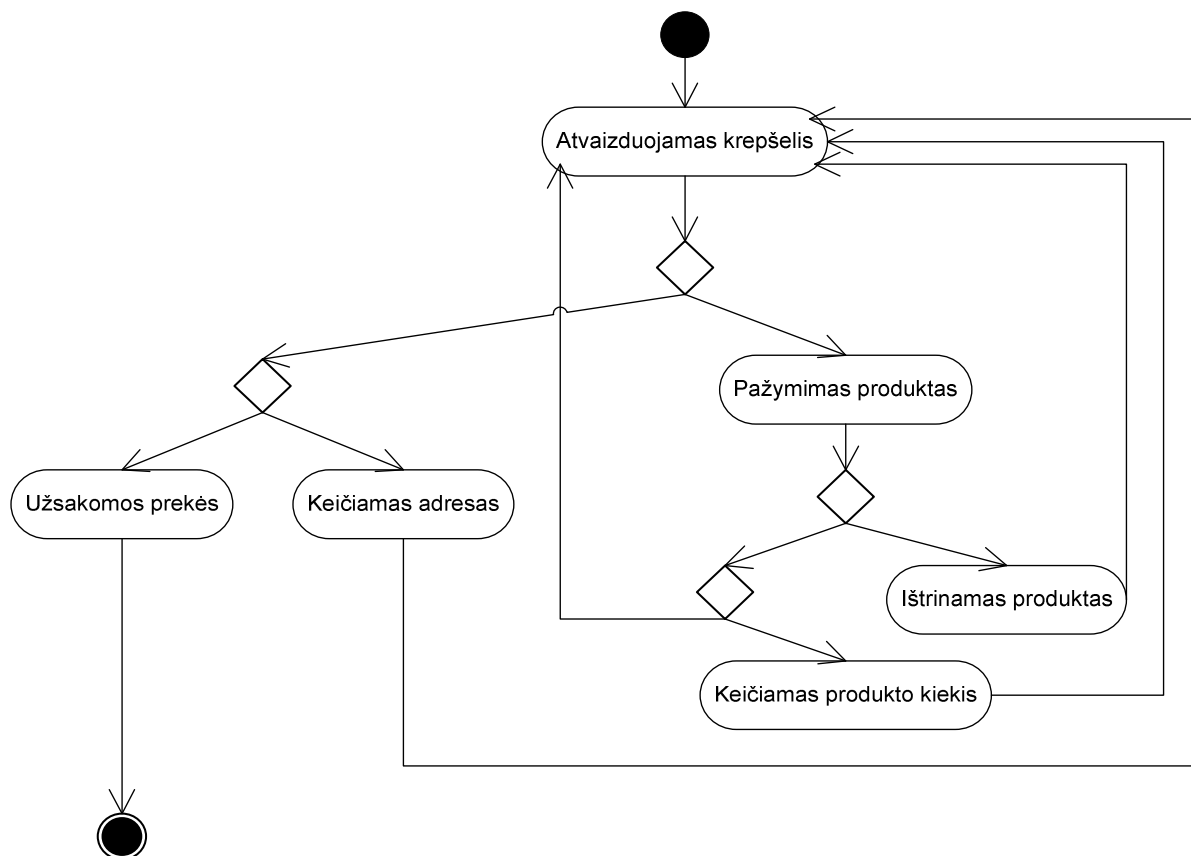 Atvaizduojamas krepšelis
Pažymimas produktas
Užsakomos prekės
Keičiamas adresas
Ištrinamas produktas
Keičiamas produkto kiekis